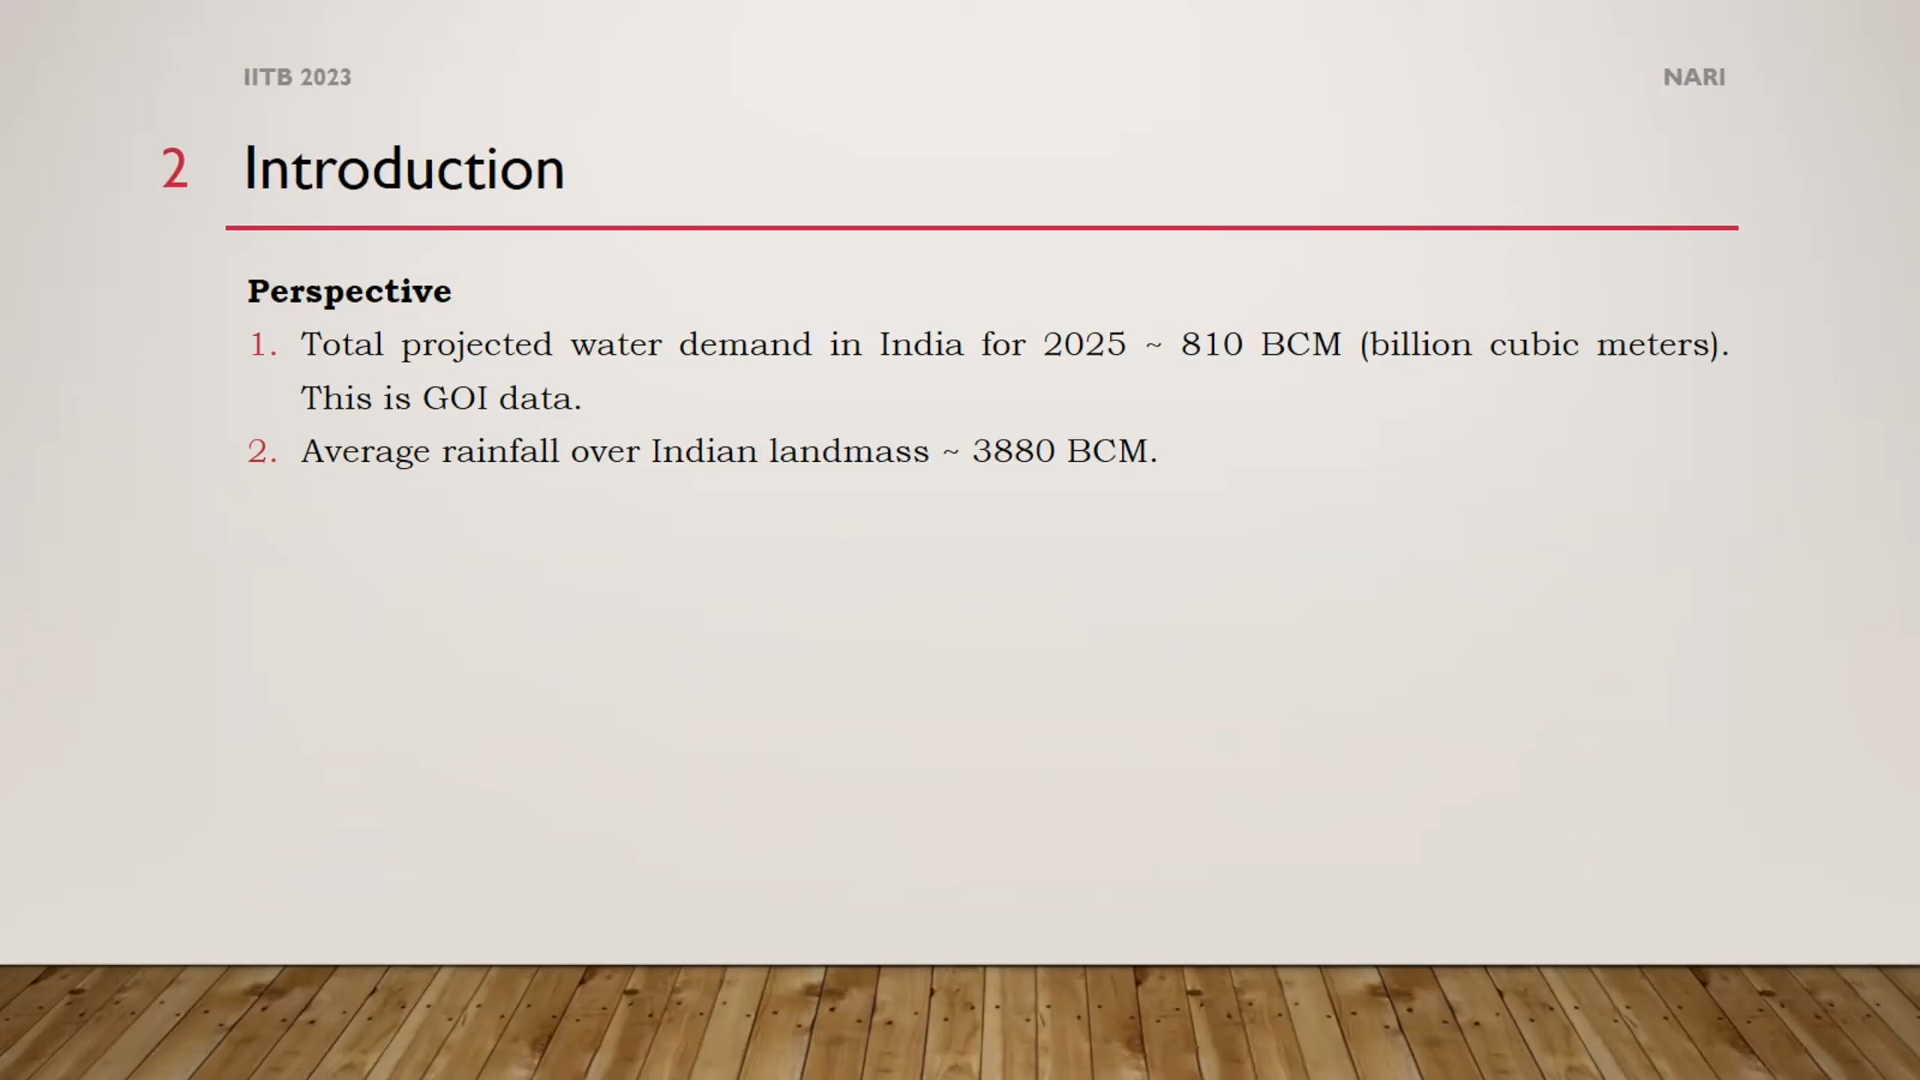 IITB 2023
NARI
2 Introduction
Perspective
1. Total projected water demand in India for 2025 ~ 810 BCM (billion cubic meters).
This is GOI data.
2. Average rainfall over Indian landmass ~ 3880 BCM.